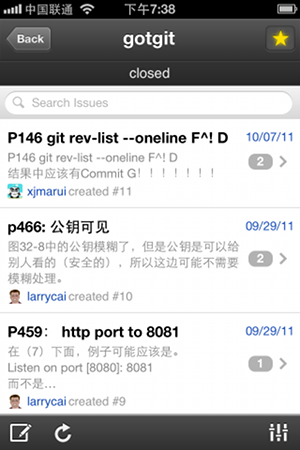 中国联通 下午7:38
Back gotgit
closed
Search Issues
P146 git rev-list --oneline F^! D 10/07/11
P146 git rev-list --oneline F^! D
结果中应该有Commit G！！！！！！！ 2
xjmarui created #11
p466: 公钥可见 09/29/11
图32-8中的公钥模糊了，但是公钥是可以给
别人看的（安全的），所以这边可能不需要 2
模糊处理。
larrycai created #10
P459： http port to 8081 09/29/11
在（7）下面，例子可能应该是。
Listen on port [8080]: 8081 1
而不是...
larrycai created #9